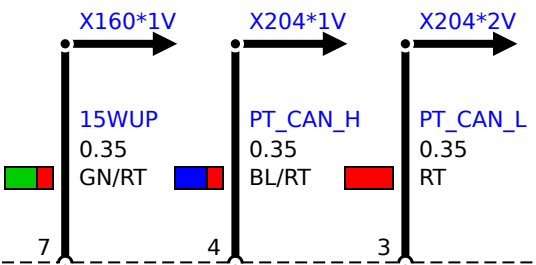 X160*1V X204*1V X204*2V
15WUP PT_CAN_H PT_CAN_L
0.35 0.35 0.35
GN/RT BL/RT RT
7 4 3